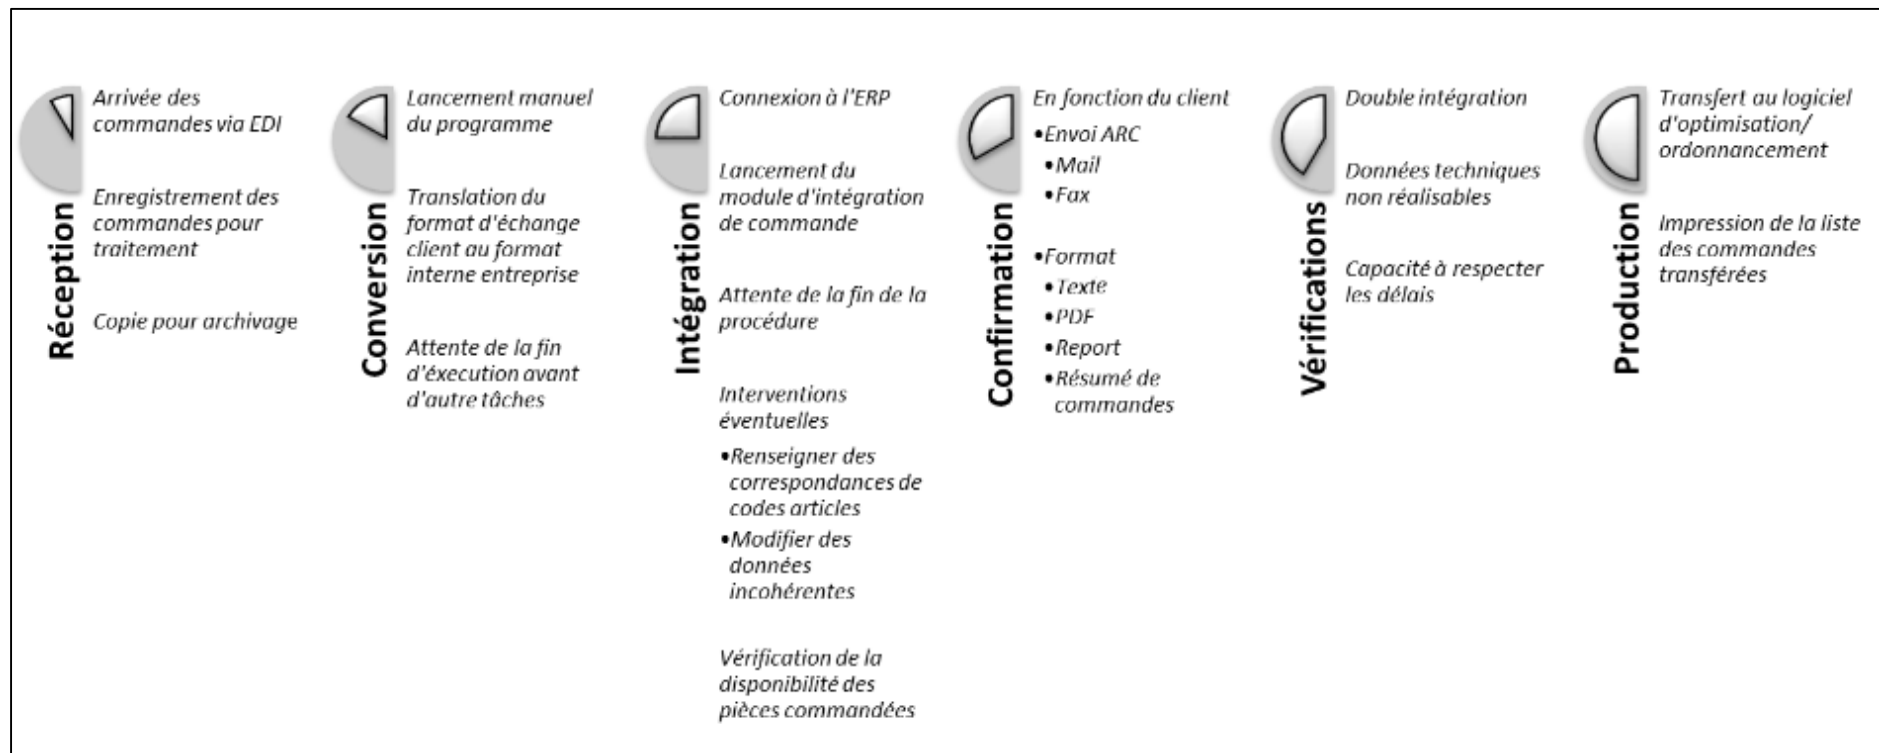 Réception
Arrivée des
commandes via EDI
Enregistrement des
commandes pour
traitement
Copie pour archivage
Conversion
Lancement manuel
du programme
Translation du
format d'échange
client au format
interne entreprise
Attente de la fin
d'éxecution avant
d'autre tâches
Intégration
Connexion à l'ERP
Lancement du
module d'intégration
de commande
Attente de la fin de la
procédure
Interventions
éventuelles
•Renseigner des
correspondances de
codes articles
•Modifier des
données
incohérentes
Vérification de la
disponibilité des
pièces commandées
Confirmation
En fonction du client
•Envoi ARC
•Mail
•Fax
•Format
•Texte
•PDF
•Report
•Résumé de
commandes
Vérifications
Double intégration
Données techniques
non réalisables
Capacité à respecter
les délais
Production
Transfert au logiciel
d'optimisation/
ordonnancement
Impression de la liste
des commandes
transférées